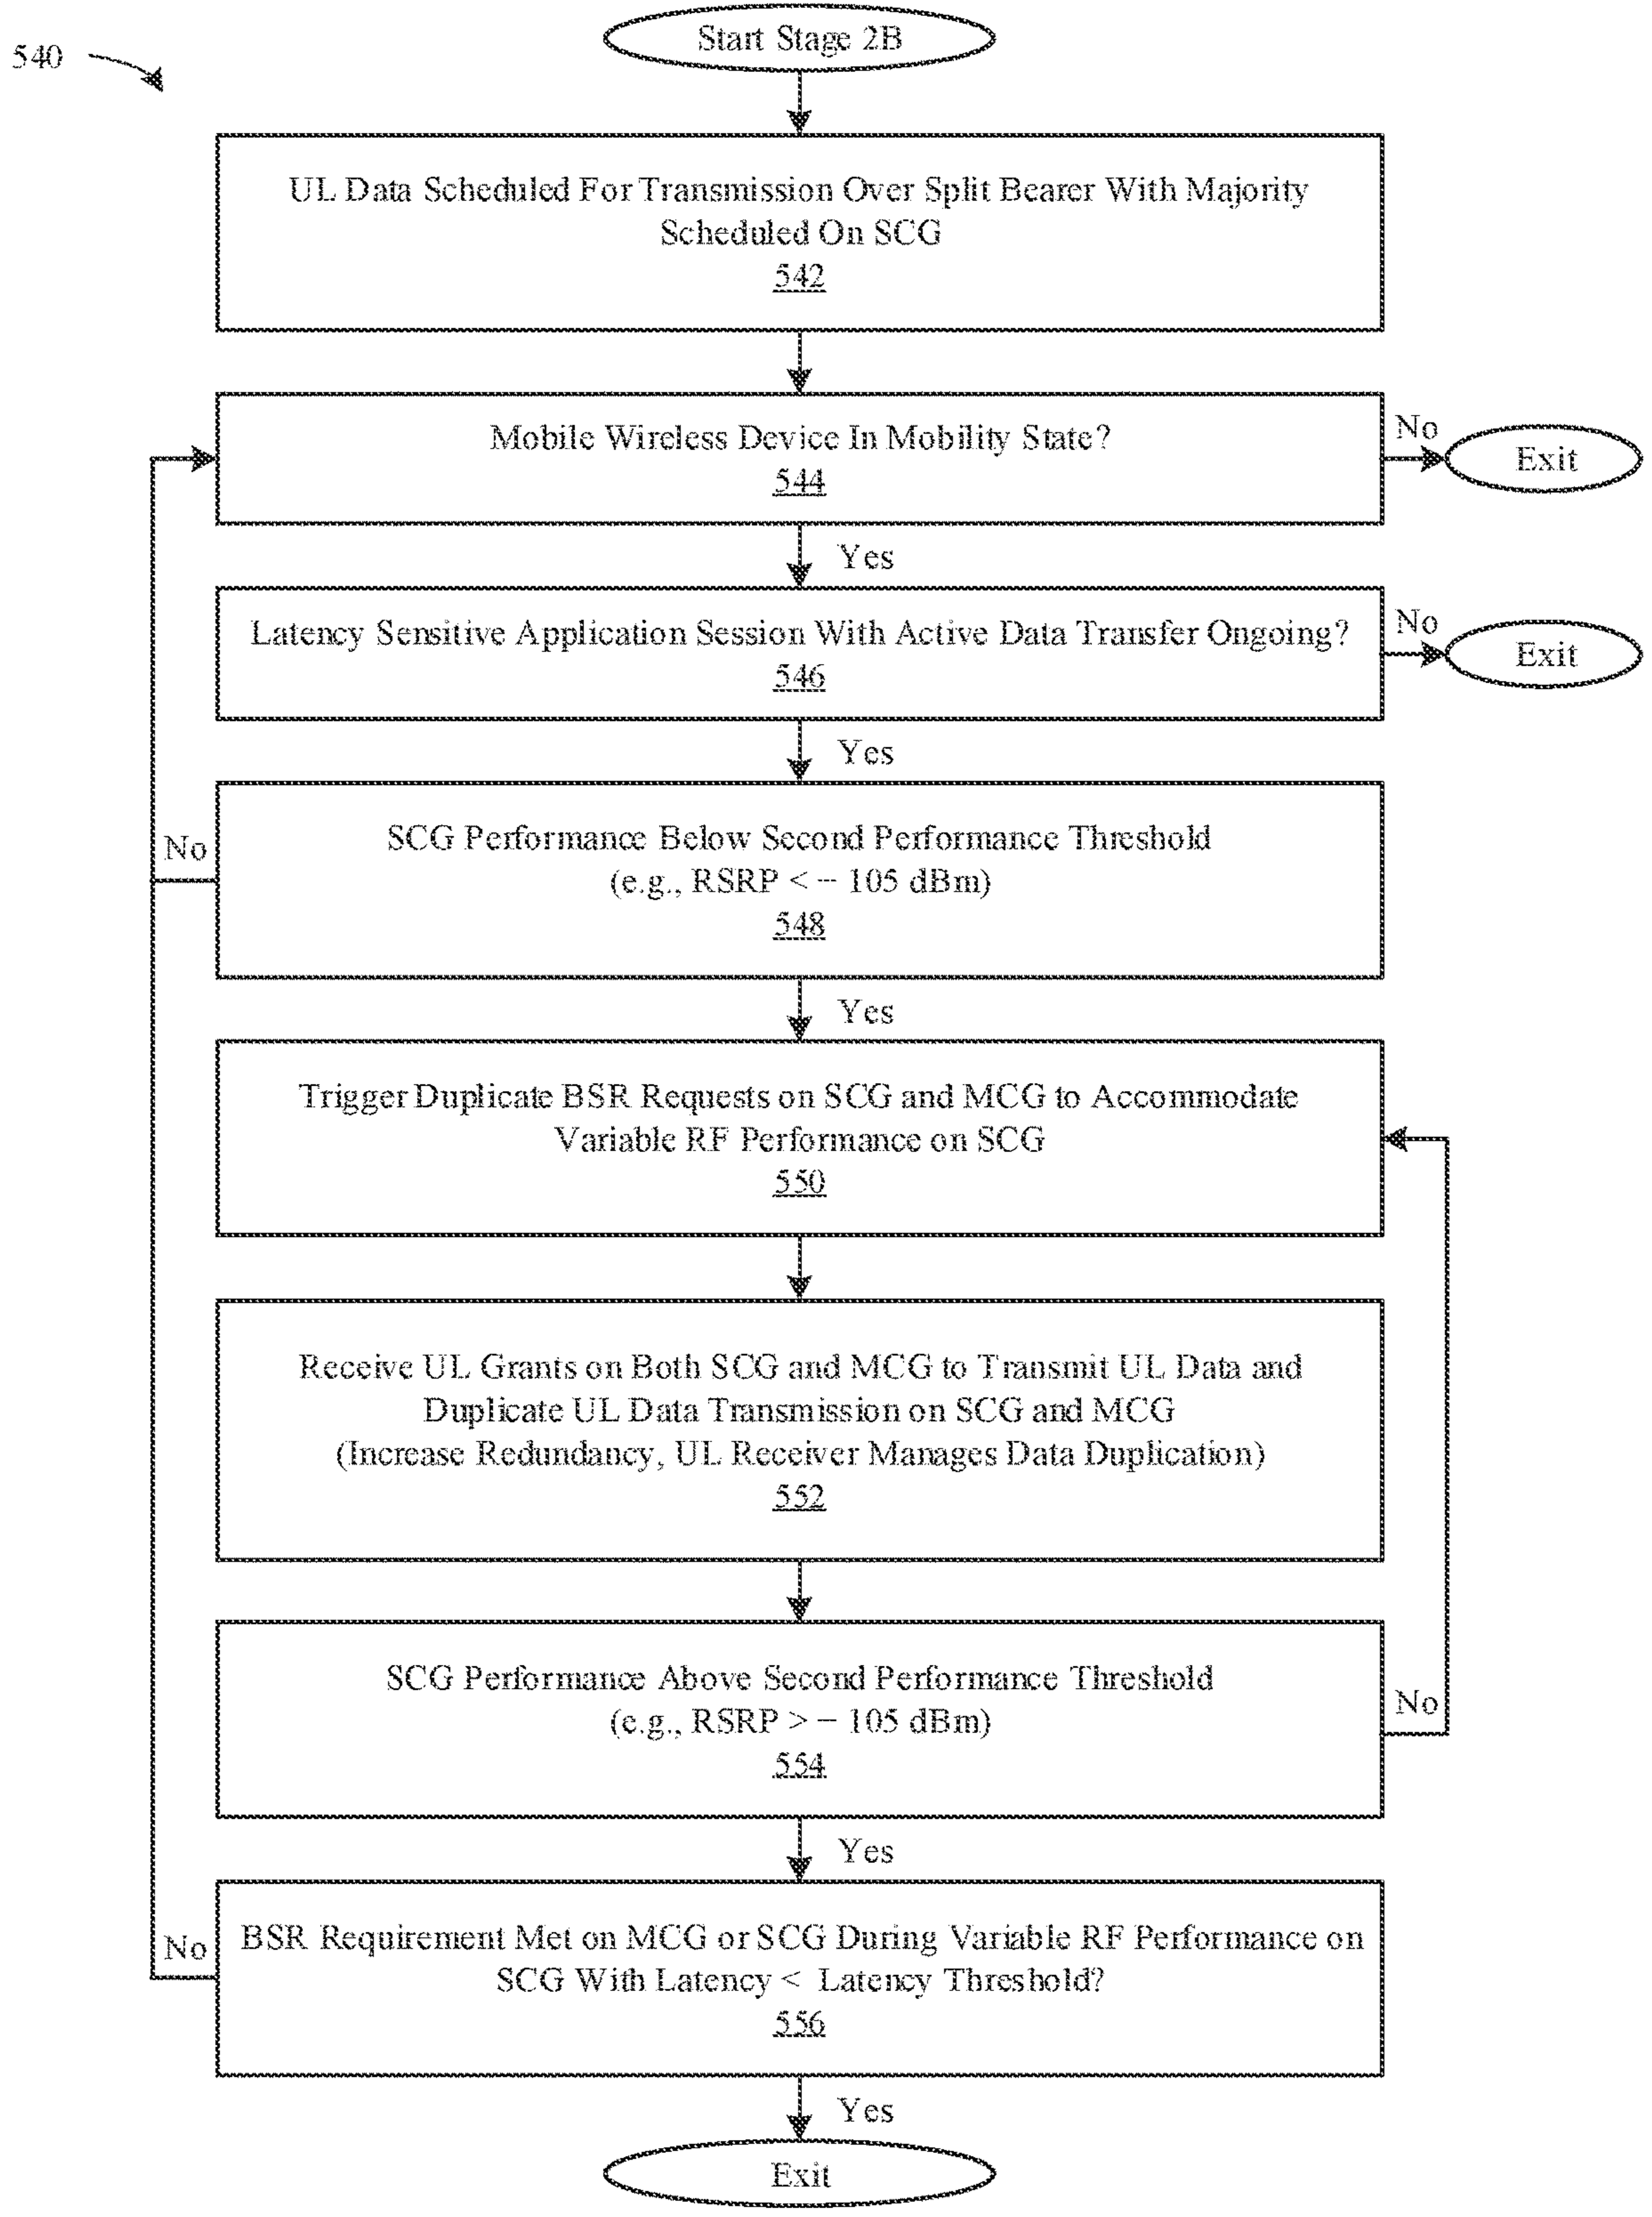 540
Start Stage 2B
UL Data Scheduled For Transmission Over Split Bearer With Majority
Scheduled On SCG
542
Mobile Wireless Device In Mobility State?
544
No
Exit
Yes
Latency Sensitive Application Session With Active Data Transfer Ongoing?
546
No
Exit
Yes
SCG Performance Below Second Performance Threshold
(e.g., RSRP < − 105 dBm)
548
No
Yes
Trigger Duplicate BSR Requests on SCG and MCG to Accommodate
Variable RF Performance on SCG
550
Receive UL Grants on Both SCG and MCG to Transmit UL Data and
Duplicate UL Data Transmission on SCG and MCG
(Increase Redundancy, UL Receiver Manages Data Duplication)
552
SCG Performance Above Second Performance Threshold
(e.g., RSRP > − 105 dBm)
554
No
Yes
BSR Requirement Met on MCG or SCG During Variable RF Performance on
SCG With Latency < Latency Threshold?
556
No
Yes
Exit